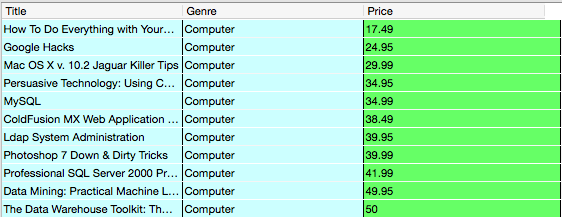 Title Genre Price
How To Do Everything with Your... Computer 17.49
Google Hacks Computer 24.95
Mac OS X v. 10.2 Jaguar Killer Tips Computer 29.99
Persuasive Technology: Using C... Computer 34.95
MySQL Computer 34.99
ColdFusion MX Web Application ... Computer 38.49
Ldap System Administration Computer 39.95
Photoshop 7 Down & Dirty Tricks Computer 39.99
Professional SQL Server 2000 Pr... Computer 41.99
Data Mining: Practical Machine L... Computer 49.95
The Data Warehouse Toolkit: Th... Computer 50